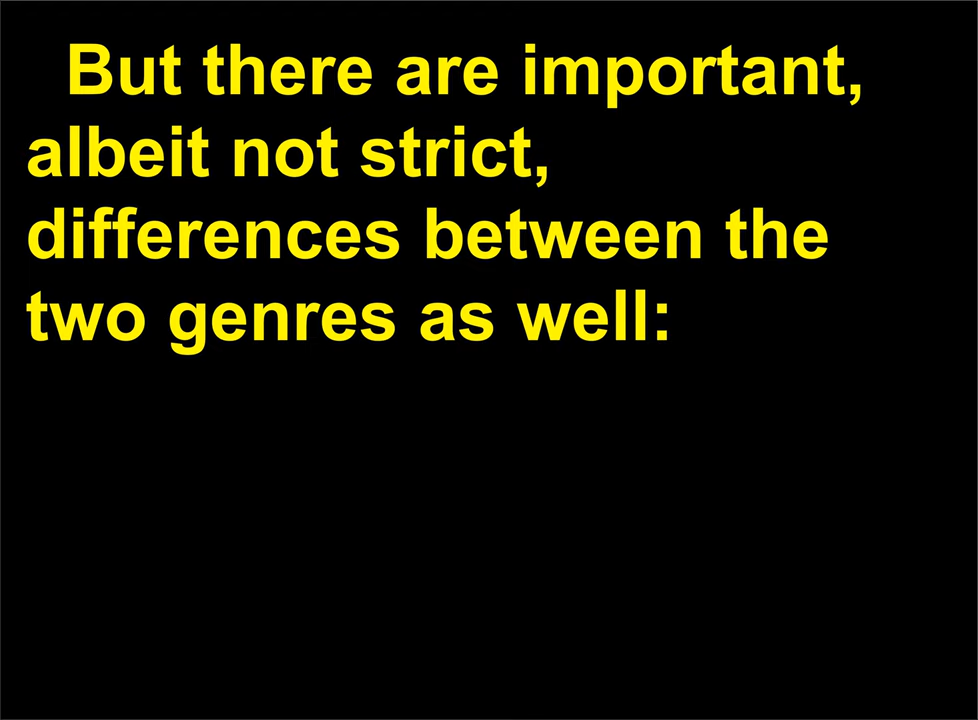 But there are important,
albeit not strict,
differences between the
two genres as well: